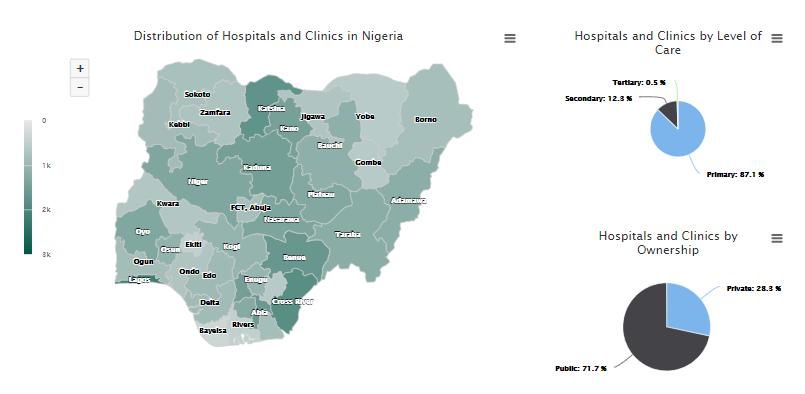 Distribution of Hospitals and Clinics in Nigeria
+
−
0
1k
2k
3k
Sokoto
Zamfara
Katsina
Kebbi
Kano
Jigawa
Yobe
Borno
Bauchi
Gombe
Kaduna
Niger
Plateau
Adamawa
Kwara
FCT, Abuja
Nasarawa
Oyo
Taraba
Osun
Ekiti
Kogi
Benue
Ogun
Ondo
Edo
Enugu
Lagos
Delta
Cross River
Abia
Rivers
Bayelsa
Hospitals and Clinics by Level of
Care
Tertiary: 0.5 %
Secondary: 12.3 %
Primary: 87.1 %
Hospitals and Clinics by
Ownership
Private: 28.3 %
Public: 71.7 %